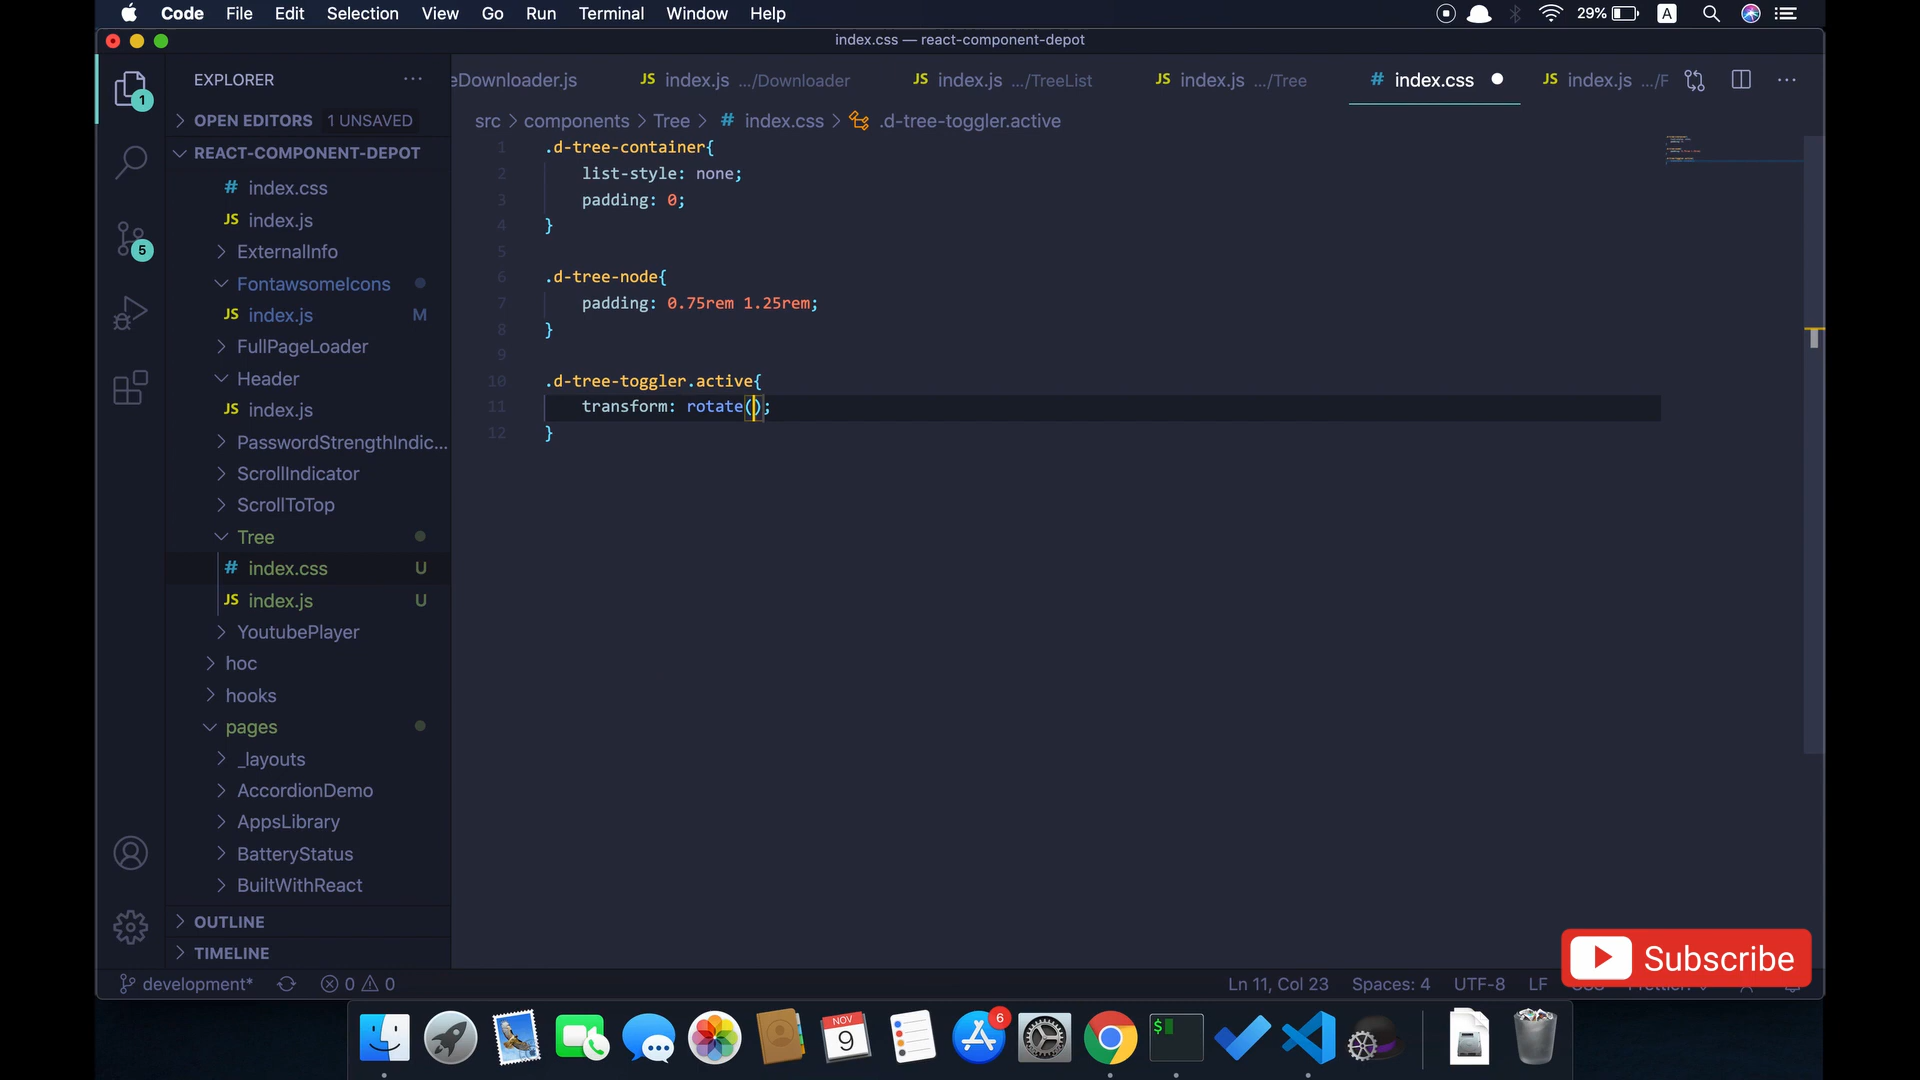 Code File Edit Selection View Go Run Terminal Window Help 29% A
index.css — react-component-depot
EXPLORER
eDownloader.js JS index.js .../Downloader JS index.js .../TreeList JS index.js .../Tree # index.css JS index.js .../F
1
OPEN EDITORS 1 UNSAVED
src > components > Tree > # index.css > .d-tree-toggler.active
REACT-COMPONENT-DEPOT
# index.css
JS index.js
5
ExternalInfo
FontawsomeIcons
JS index.js M
FullPageLoader
Header
JS index.js
PasswordStrengthIndic...
ScrollIndicator
ScrollToTop
Tree
# index.css U
JS index.js U
YoutubePlayer
hoc
hooks
pages
_layouts
AccordionDemo
AppsLibrary
BatteryStatus
BuiltWithReact
OUTLINE
TIMELINE
1 .d-tree-container{
2 list-style: none;
3 padding: 0;
4 }
5
6 .d-tree-node{
7 padding: 0.75rem 1.25rem;
8 }
9
10 .d-tree-toggler.active{
11 transform: rotate();
12 }
Subscribe
development* 0 0 Ln 11, Col 23 Spaces: 4 UTF-8 LF
NOV
9
6
$